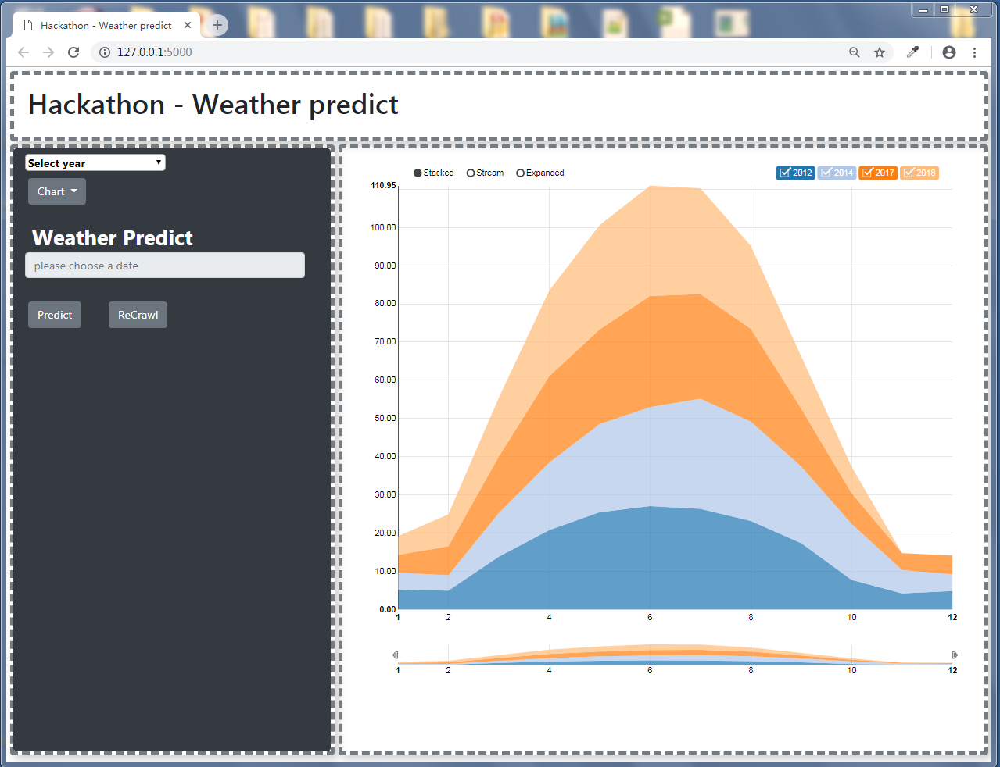 Hackathon - Weather predict
127.0.0.1:5000
Hackathon - Weather predict
Select year
Chart
Weather Predict
please choose a date
Predict ReCrawl
Stacked Stream Expanded 2012 2014 2017 2018
110.95
100.00
90.00
80.00
70.00
60.00
50.00
40.00
30.00
20.00
10.00
0.00
1 2 4 6 8 10 12
1 2 4 6 8 10 12